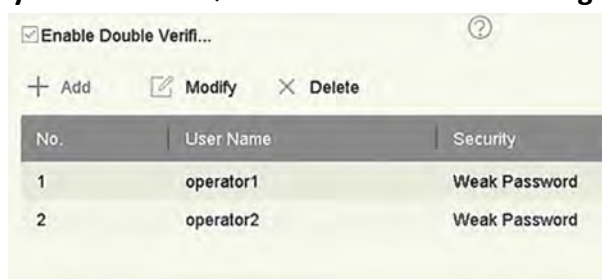 Enable Double Verifi...
+ Add Modify × Delete
No. User Name Security
1 operator1 Weak Password
2 operator2 Weak Password